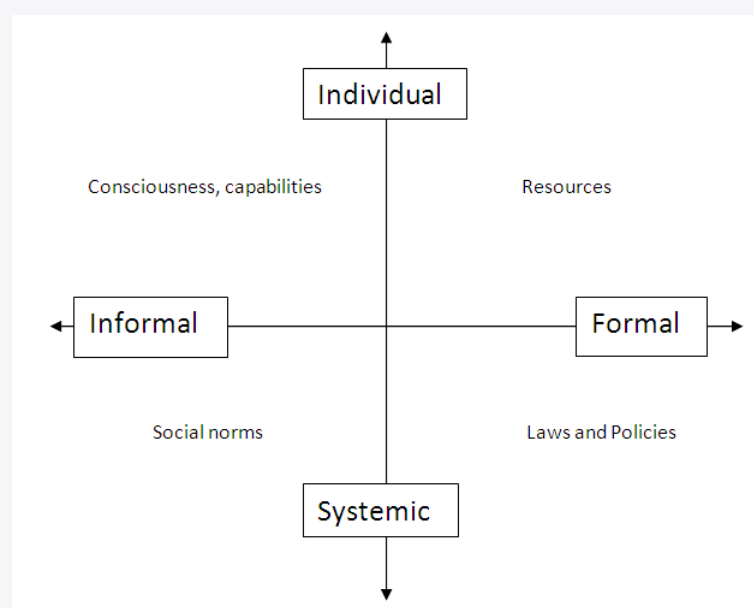 Individual
Consciousness, capabilities
Resources
Informal
Formal
Social norms
Laws and Policies
Systemic